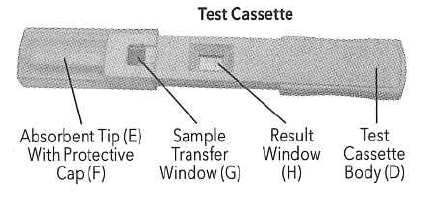 Test Cassette
Absorbent Tip (E)
With Protective
Cap (F)
Sample
Transfer
Window (G)
Result
Window
(H)
Test
Cassette
Body (D)